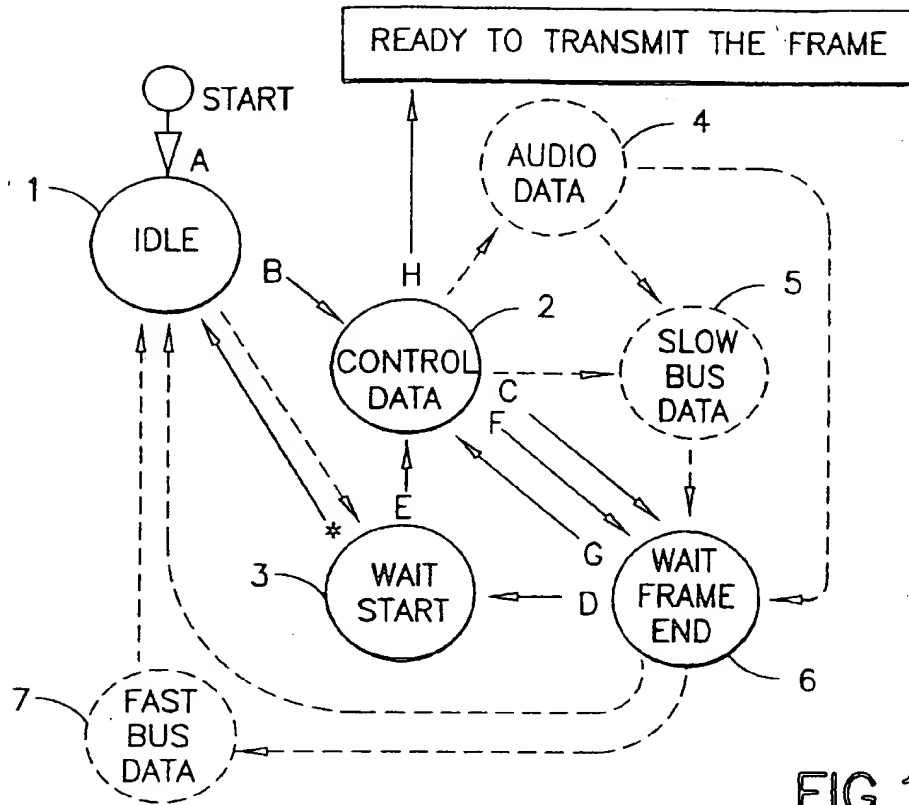 READY TO TRANSMIT THE FRAME
START
A
1
IDLE
4
AUDIO
DATA
B
H
2
CONTROL
DATA
5
SLOW
BUS
DATA
C
F
E
*
G
3
WAIT
START
D
WAIT
FRAME
END
6
7
FAST
BUS
DATA
FIG